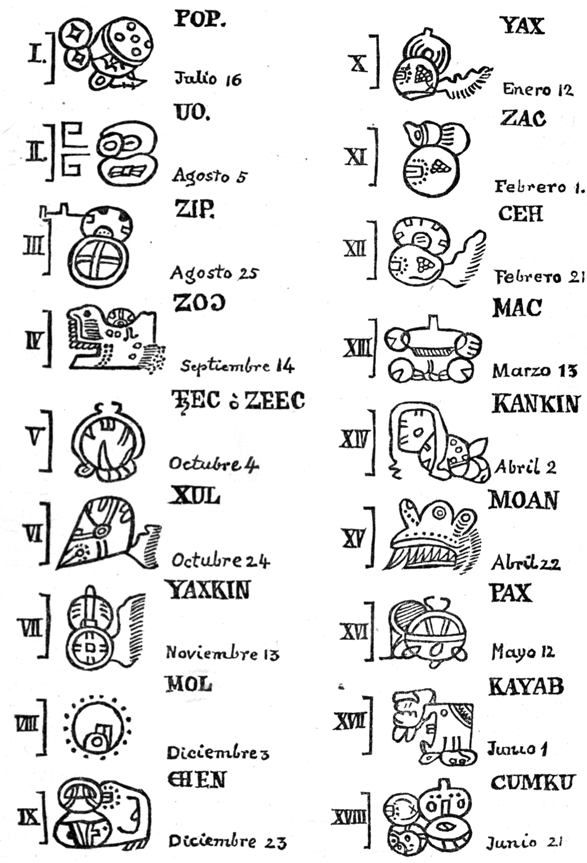 POP.
I.
Julio 16
UO.
II.
Agosto 5
ZIP.
III
Agosto 25
ZOƆ
IV
Septiembre 14
ꜨEC ò ZEEC
V
Octubre 4
XUL
VI
Octubre 24
YAXKIN
VII
Noviembre 13
MOL
VIII
Diciembre 3
CHEN
IX
Diciembre 23
YAX
X
Enero 12
ZAC
XI
Febrero 1.
CEH
XII
Febrero 21
MAC
XIII
Marzo 13
KANKIN
XIV
Abril 2
MOAN
XV
Abril 22
PAX
XVI
Mayo 12
KAYAB
XVII
Junio 1
CUMKU
XVIII
Junio 21